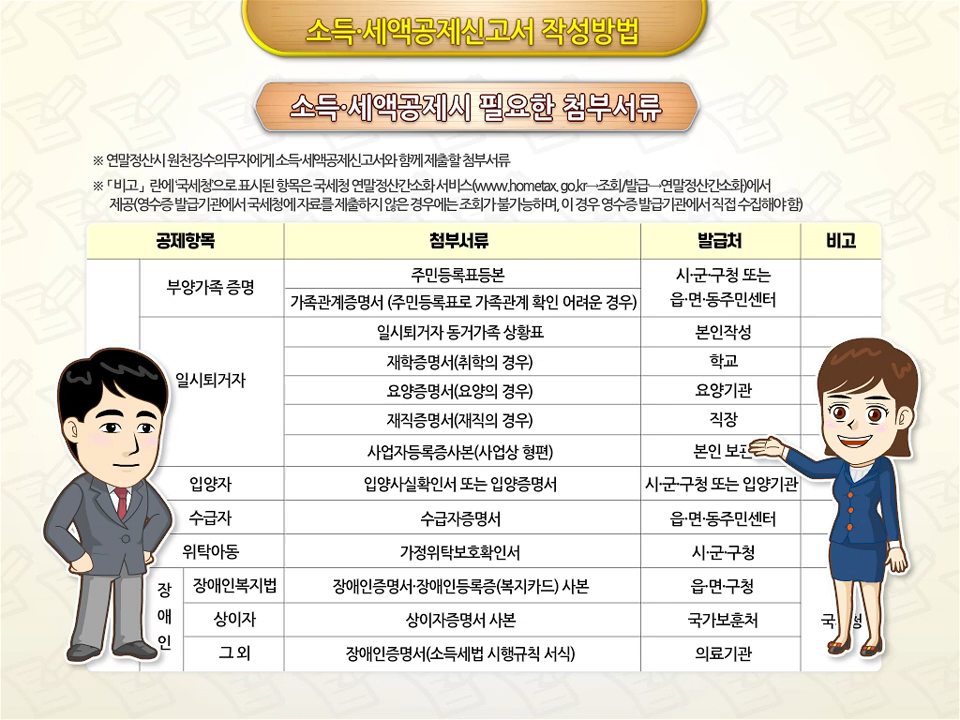 소득·세액공제신고서 작성방법
소득·세액공제시 필요한 첨부서류
※ 연말정산시 원천징수의무자에게 소득·세액공제신고서와 함께 제출할 첨부서류
※ 「비고」 란에 '국세청'으로 표시된 항목은 국세청 연말정산간소화 서비스(www.hometax.go.kr→조회/발급→연말정산간소화)에서
제공(영수증 발급기관에서 국세청에 자료를 제출하지 않은 경우에는 조회가 불가능하며, 이 경우 영수증 발급기관에서 직접 수집해야 함)
공제항목 첨부서류 발급처 비고
부양가족 증명 주민등록표등본 시·군·구청 또는
가족관계증명서 (주민등록표로 가족관계 확인 어려운 경우) 읍·면·동주민센터
일시퇴거자 동거가족 상황표 본인작성
재학증명서(취학의 경우) 학교
일시퇴거자 요양증명서(요양의 경우) 요양기관
재직증명서(재직의 경우) 직장
사업자등록증사본(사업상 형편) 본인
입양자 입양사실확인서 또는 입양증명서 시·군·구청 또는 입양기관
수급자 수급자증명서 읍·면·동주민센터
위탁아동 가정위탁보호확인서 시·군·구청
장애인 장애인복지법 장애인증명서·장애인등록증(복지카드) 사본 읍·면·구청
상이자 상이자증명서 사본 국가보훈처
그 외 장애인증명서(소득세법 시행규칙 서식) 의료기관